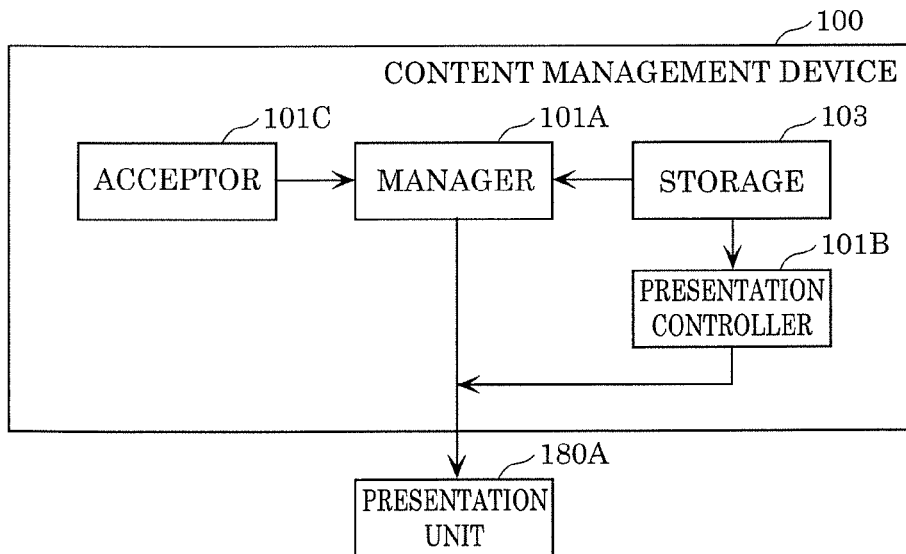 100
CONTENT MANAGEMENT DEVICE
101C
101A
103
ACCEPTOR
MANAGER
STORAGE
101B
PRESENTATION
CONTROLLER
180A
PRESENTATION
UNIT